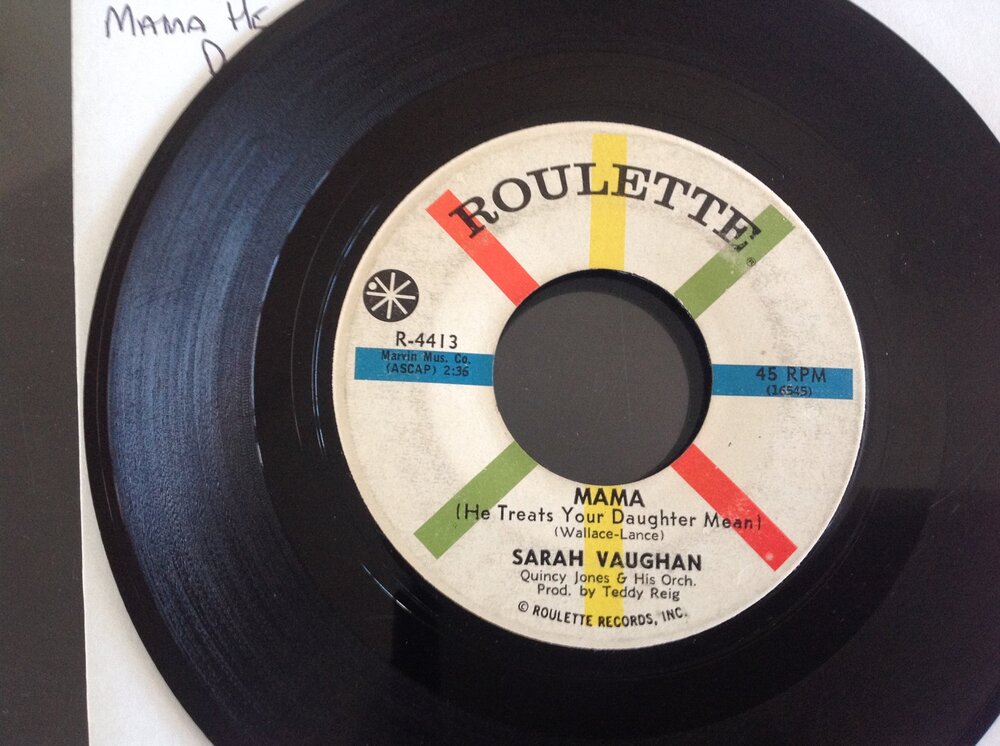 MAMA HE
ROULETTE®
R-4413
Marvin Mus. Co.
(ASCAP) 2:36
45 RPM
(16545)
MAMA
(He Treats Your Daughter Mean)
(Wallace-Lance)
SARAH VAUGHAN
Quincy Jones & His Orch.
Prod. by Teddy Reig
© ROULETTE RECORDS, INC.